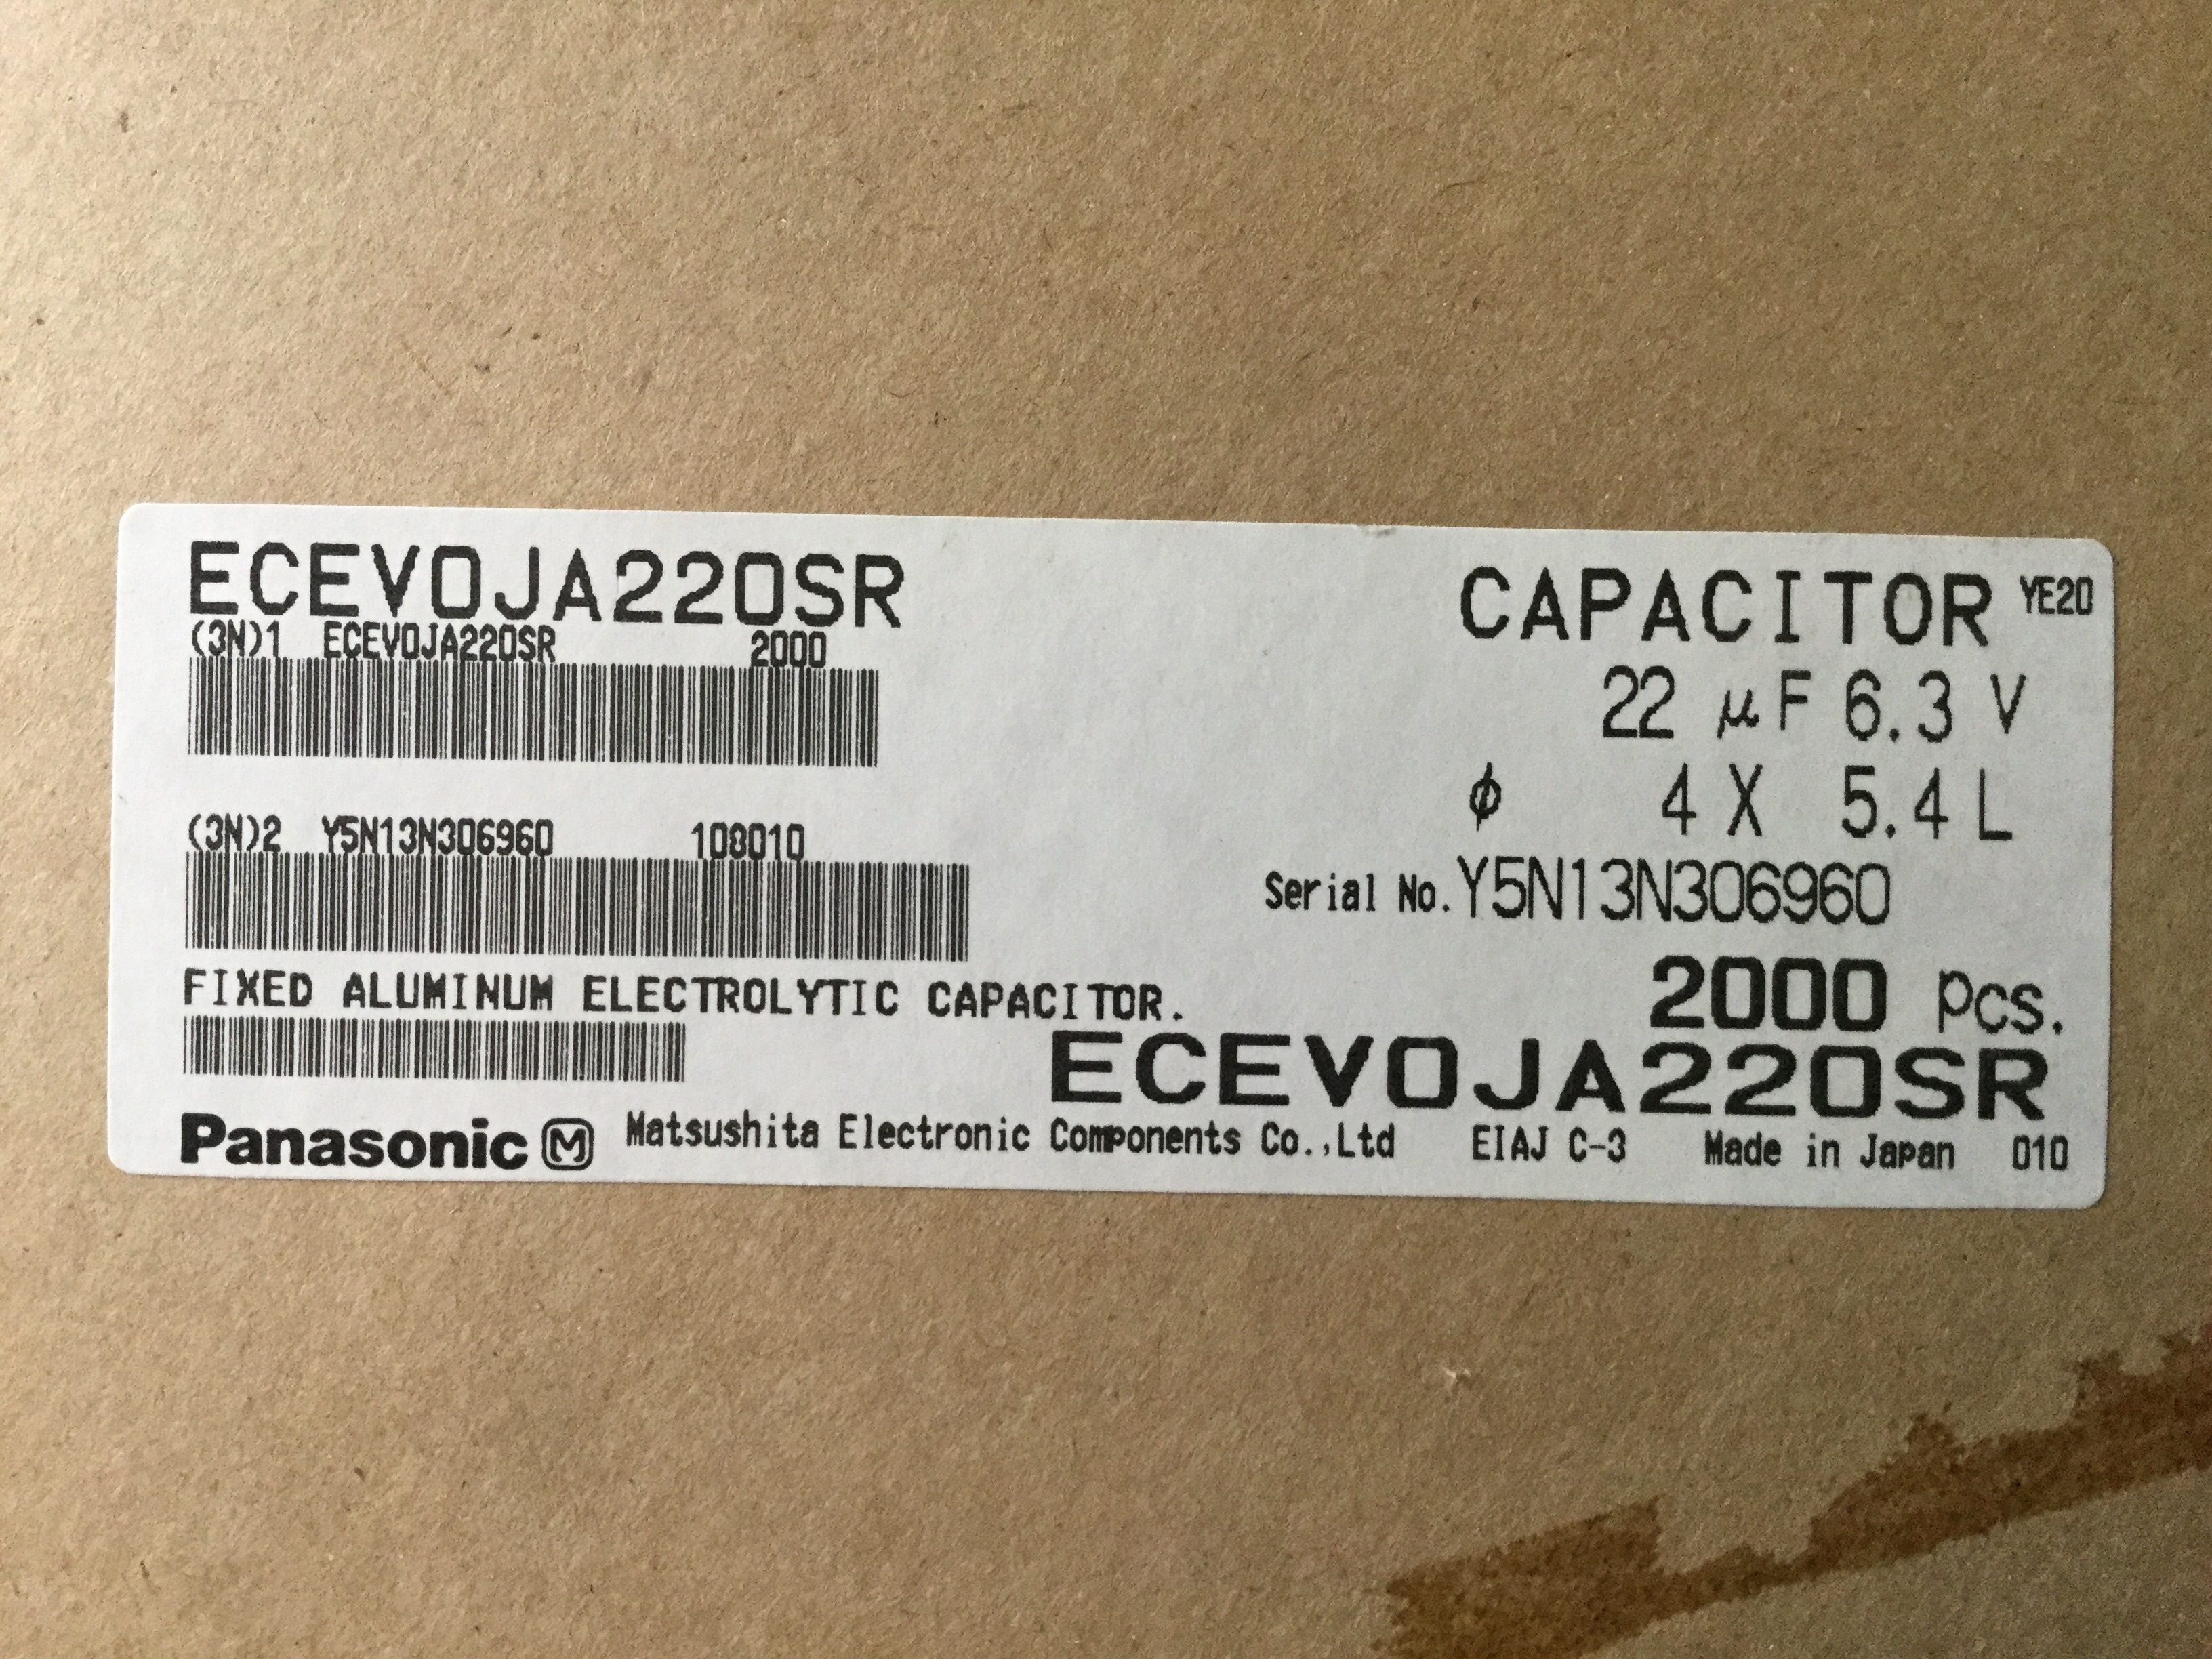 ECEV0JA220SR
CAPACITOR YE20
(3N)1 ECEV0JA220SR 2000
22 μF 6.3 V
φ 4 X 5.4 L
(3N)2 Y5N13N306960 108010
Serial No. Y5N13N306960
FIXED ALUMINUM ELECTROLYTIC CAPACITOR.
2000 pcs.
ECEV0JA220SR
Panasonic M Matsushita Electronic Components Co.,Ltd EIAJ C-3 Made in Japan 010